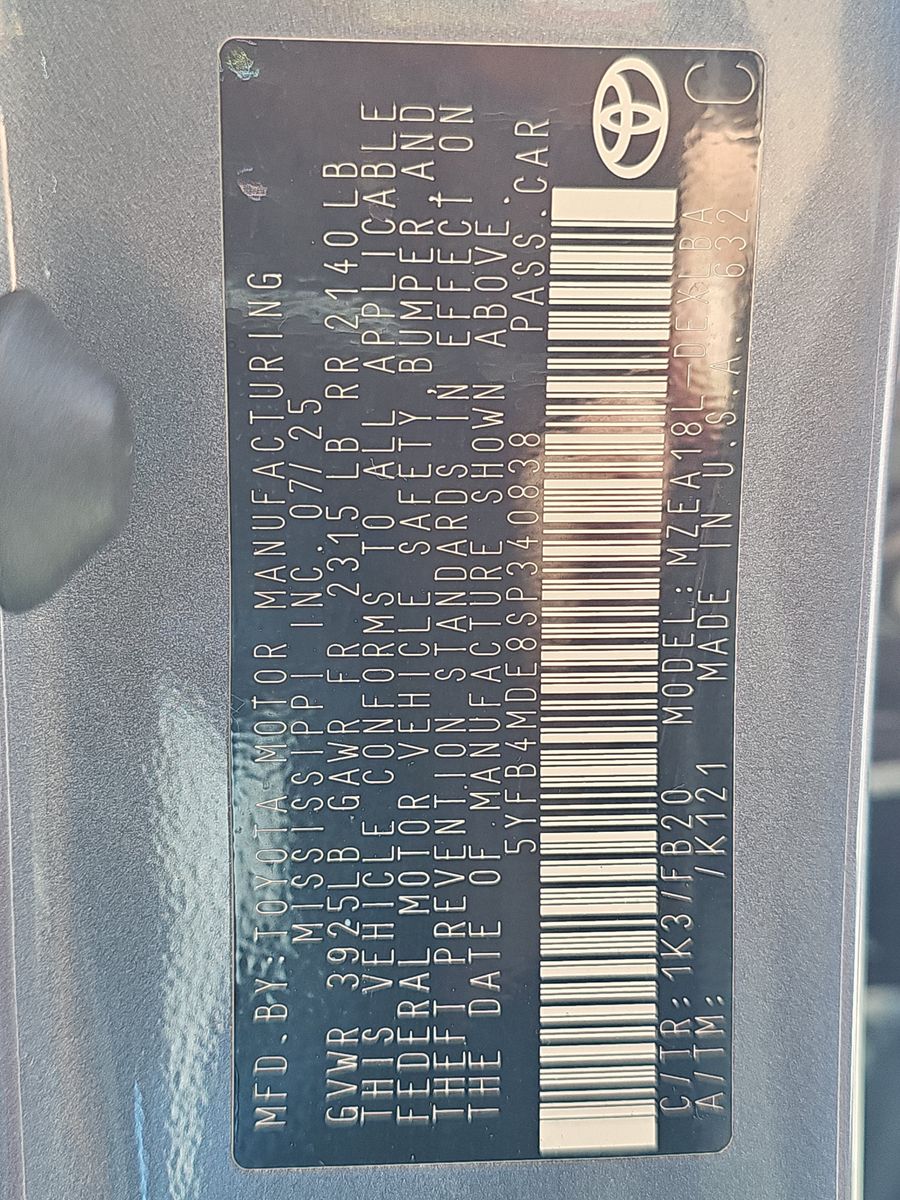 MFD.BY:TOYOTA MOTOR MANUFACTURING
MISSISSIPPI INC. 07/25
GVWR 3925LB GAWR FR 2315 LB RR 2140LB
THIS VEHICLE CONFORMS TO ALL APPLICABLE
FEDERAL MOTOR VEHICLE SAFETY, BUMPER, AND
THEFT PREVENTION STANDARDS IN EFFECT ON
THE DATE OF MANUFACTURE SHOWN ABOVE.
5YFB4MDE8SP340838 PASS.CAR
C/TR: 1K3/FB20 MODEL:MZEA18L-DEXLBA
A/TM: /K121 MADE IN U.S.A.632
C